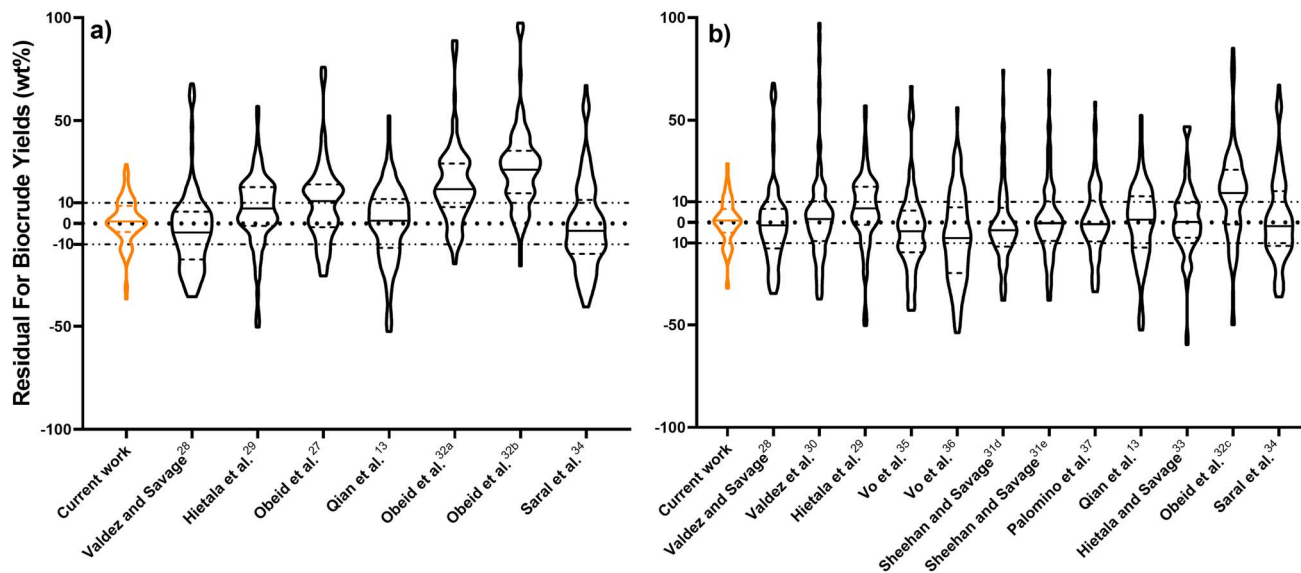 Residual For Biocrude Yields (wt%)
a)
100
50
10
0
-10
-50
-100
Current work
Valdez and Savage28
Hietala et al.29
Obeid et al.27
Qian et al.13
Obeid et al.32a
Obeid et al.32b
Saral et al.34
b)
100
50
10
0
10
-50
-100
Current work
Valdez and Savage28
Valdez et al.30
Hietala et al.29
Vo et al.35
Vo et al.36
Sheehan and Savage31d
Sheehan and Savage31e
Palomino et al.37
Qian et al.13
Hietala and Savage33
Obeid et al.32c
Saral et al.34